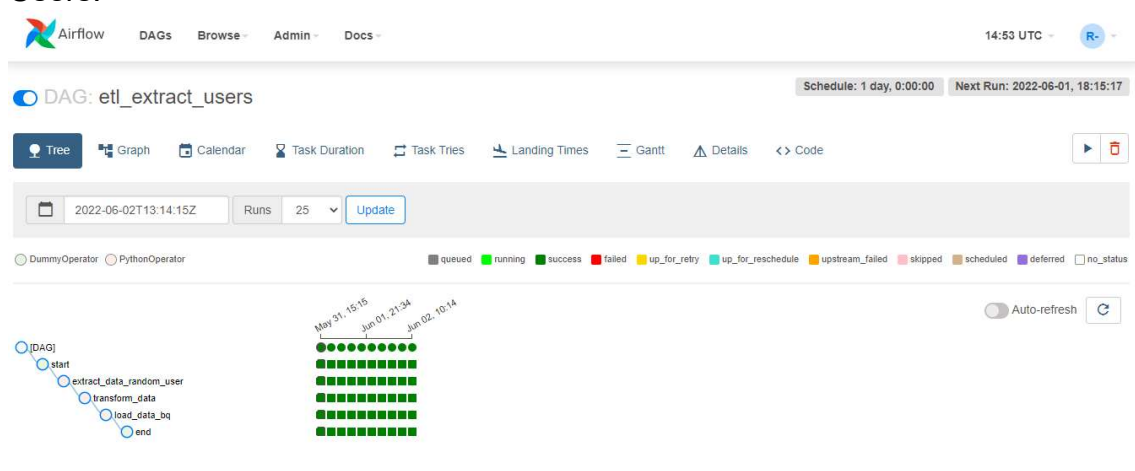 Airflow DAGs Browse Admin Docs 14:53 UTC R-
DAG: etl_extract_users Schedule: 1 day, 0:00:00 Next Run: 2022-06-01, 18:15:17
Tree Graph Calendar Task Duration Task Tries Landing Times Gantt Details <> Code
2022-06-02T13:14:15Z Runs 25 Update
DummyOperator PythonOperator queued running success failed up_for_retry up_for_reschedule upstream_failed skipped scheduled deferred no_status
May 31, 15:15 Jun 01, 21:34 Jun 02, 10:14
Auto-refresh
[DAG]
start
extract_data_random_user
transform_data
load_data_bq
end